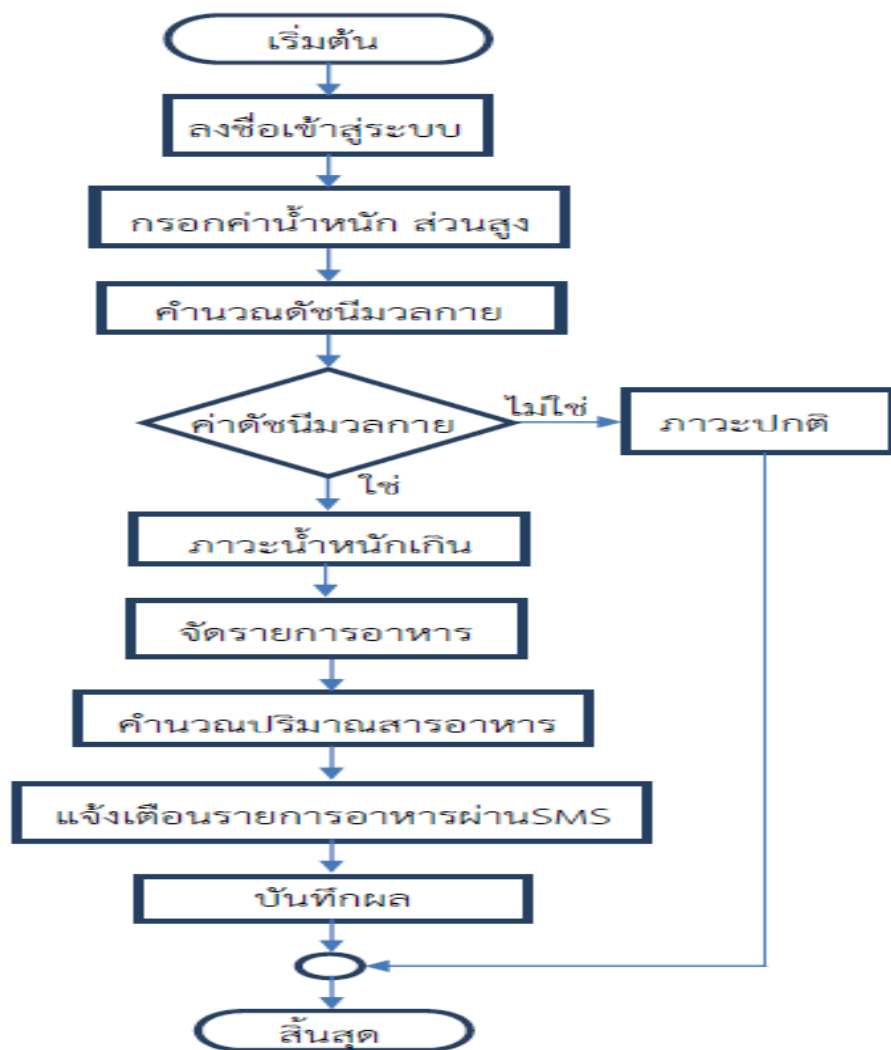 เริ่มต้น
ลงชื่อเข้าสู่ระบบ
กรอกค่าน้ำหนัก ส่วนสูง
คำนวณดัชนีมวลกาย
ค่าดัชนีมวลกาย
ไม่ใช่
ภาวะปกติ
ใช่
ภาวะน้ำหนักเกิน
จัดรายการอาหาร
คำนวณปริมาณสารอาหาร
แจ้งเตือนรายการอาหารผ่านSMS
บันทึกผล
สิ้นสุด